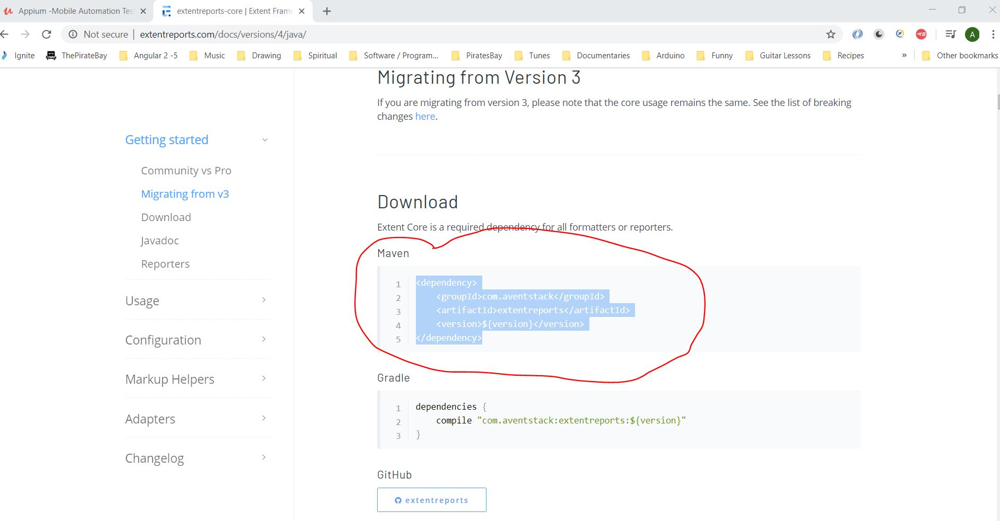 Appium -Mobile Automation Tes
extentreports-core | Extent Frame
Not secure | extentreports.com/docs/versions/4/java/
A
Ignite
ThePirateBay
Angular 2 -5
Music
Drawing
Spiritual
Software / Program...
PiratesBay
Tunes
Documentaries
Arduino
Funny
Guitar Lessons
Recipes
»
Other bookmarks
Getting started
Community vs Pro
Migrating from v3
Download
Javadoc
Reporters
Usage
Configuration
Markup Helpers
Adapters
Changelog
Migrating from Version 3
If you are migrating from version 3, please note that the core usage remains the same. See the list of breaking
changes here.
Download
Extent Core is a required dependency for all formatters or reporters.
Maven
1 <dependency>
2 <groupId>com.aventstack</groupId>
3 <artifactId>extentreports</artifactId>
4 <version>${version}</version>
5 </dependency>
Gradle
1 dependencies {
2 compile "com.aventstack:extentreports:${version}"
3 }
GitHub
extentreports